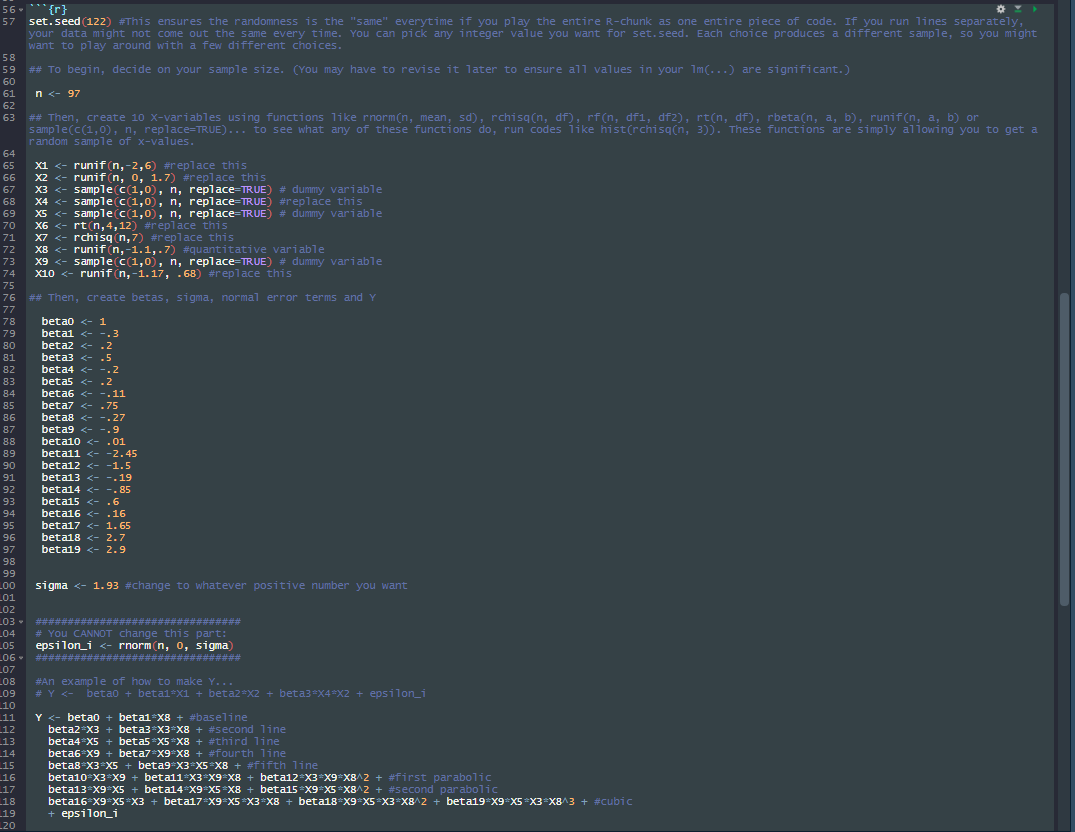 56 ```{r}
57 set.seed(122) #This ensures the randomness is the "same" everytime if you play the entire R-chunk as one entire piece of code. If you run lines separately,
your data might not come out the same every time. You can pick any integer value you want for set.seed. Each choice produces a different sample, so you might
want to play around with a few different choices.
58
59 ## To begin, decide on your sample size. (You may have to revise it later to ensure all values in your lm(...) are significant.)
60
61 n <- 97
62
63 ## Then, create 10 X-variables using functions like rnorm(n, mean, sd), rchisq(n, df), rf(n, df1, df2), rt(n, df), rbeta(n, a, b), runif(n, a, b) or
sample(c(1,0), n, replace=TRUE)... to see what any of these functions do, run codes like hist(rchisq(n, 3)). These functions are simply allowing you to get a
random sample of x-values.
64
65 X1 <- runif(n,-2,6) #replace this
66 X2 <- runif(n, 0, 1.7) #replace this
67 X3 <- sample(c(1,0), n, replace=TRUE) # dummy variable
68 X4 <- sample(c(1,0), n, replace=TRUE) #replace this
69 X5 <- sample(c(1,0), n, replace=TRUE) # dummy variable
70 X6 <- rt(n,4,12) #replace this
71 X7 <- rchisq(n,7) #replace this
72 X8 <- runif(n,-1.1,.7) #quantitative variable
73 X9 <- sample(c(1,0), n, replace=TRUE) # dummy variable
74 X10 <- runif(n,-1.17, .68) #replace this
75
76 ## Then, create betas, sigma, normal error terms and Y
77
78 beta0 <- 1
79 beta1 <- -.3
80 beta2 <- .2
81 beta3 <- .5
82 beta4 <- -.2
83 beta5 <- .2
84 beta6 <- -.11
85 beta7 <- .75
86 beta8 <- -.27
87 beta9 <- -.9
88 beta10 <- .01
89 beta11 <- -2.45
90 beta12 <- -1.5
91 beta13 <- -.19
92 beta14 <- -.85
93 beta15 <- .6
94 beta16 <- .16
95 beta17 <- 1.65
96 beta18 <- 2.7
97 beta19 <- 2.9
98
99
100 sigma <- 1.93 #change to whatever positive number you want
101
102
103 ################################
104 # You CANNOT change this part:
105 epsilon_i <- rnorm(n, 0, sigma)
106 ################################
107
108 #An example of how to make Y...
109 # Y <- beta0 + beta1*X1 + beta2*X2 + beta3*X4*X2 + epsilon_i
110
111 Y <- beta0 + beta1*X8 + #baseline
112 beta2*X3 + beta3*X3*X8 + #second line
113 beta4*X5 + beta5*X5*X8 + #third line
114 beta6*X9 + beta7*X9*X8 + #fourth line
115 beta8*X3*X5 + beta9*X3*X5*X8 + #fifth line
116 beta10*X3*X9 + beta11*X3*X9*X8 + beta12*X3*X9*X8^2 + #first parabolic
117 beta13*X9*X5 + beta14*X9*X5*X8 + beta15*X9*X5*X8^2 + #second parabolic
118 beta16*X9*X5*X3 + beta17*X9*X5*X3*X8 + beta18*X9*X5*X3*X8^2 + beta19*X9*X5*X3*X8^3 + #cubic
119 + epsilon_i
120